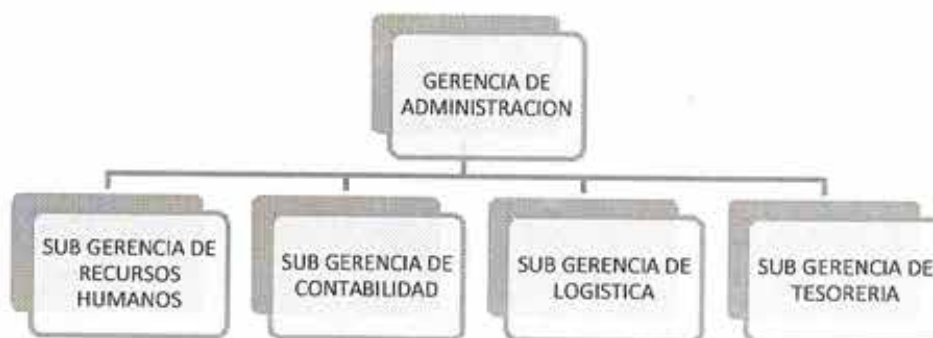 GERENCIA DE
ADMINISTRACION
SUB GERENCIA DE
RECURSOS
HUMANOS
SUB GERENCIA DE
CONTABILIDAD
SUB GERENCIA DE
LOGISTICA
SUB GERENCIA DE
TESORERIA